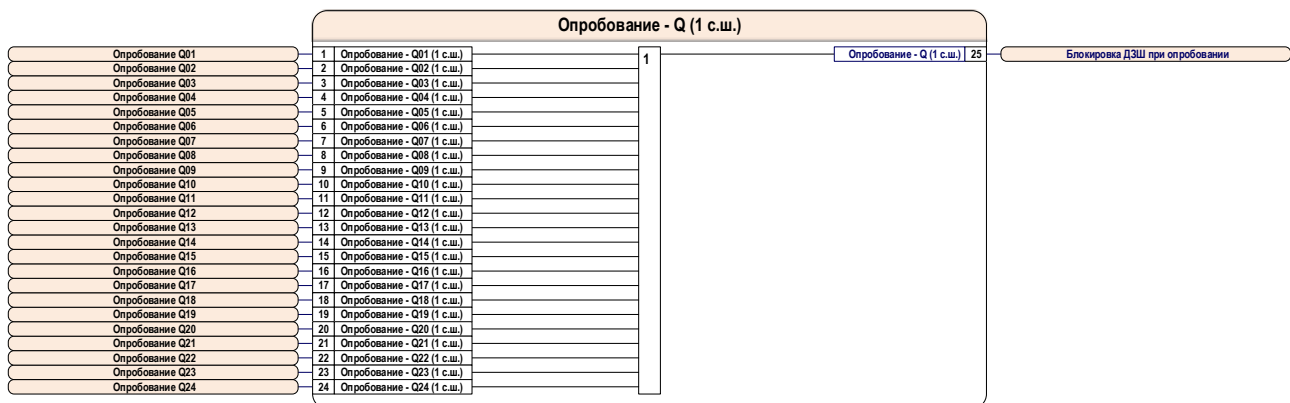 Опробование - Q (1 с.ш.)
Опробование Q01 1 Опробование - Q01 (1 с.ш.) 1 Опробование - Q (1 с.ш.) 25 Блокировка ДЗШ при опробовании
Опробование Q02 2 Опробование - Q02 (1 с.ш.)
Опробование Q03 3 Опробование - Q03 (1 с.ш.)
Опробование Q04 4 Опробование - Q04 (1 с.ш.)
Опробование Q05 5 Опробование - Q05 (1 с.ш.)
Опробование Q06 6 Опробование - Q06 (1 с.ш.)
Опробование Q07 7 Опробование - Q07 (1 с.ш.)
Опробование Q08 8 Опробование - Q08 (1 с.ш.)
Опробование Q09 9 Опробование - Q09 (1 с.ш.)
Опробование Q10 10 Опробование - Q10 (1 с.ш.)
Опробование Q11 11 Опробование - Q11 (1 с.ш.)
Опробование Q12 12 Опробование - Q12 (1 с.ш.)
Опробование Q13 13 Опробование - Q13 (1 с.ш.)
Опробование Q14 14 Опробование - Q14 (1 с.ш.)
Опробование Q15 15 Опробование - Q15 (1 с.ш.)
Опробование Q16 16 Опробование - Q16 (1 с.ш.)
Опробование Q17 17 Опробование - Q17 (1 с.ш.)
Опробование Q18 18 Опробование - Q18 (1 с.ш.)
Опробование Q19 19 Опробование - Q19 (1 с.ш.)
Опробование Q20 20 Опробование - Q20 (1 с.ш.)
Опробование Q21 21 Опробование - Q21 (1 с.ш.)
Опробование Q22 22 Опробование - Q22 (1 с.ш.)
Опробование Q23 23 Опробование - Q23 (1 с.ш.)
Опробование Q24 24 Опробование - Q24 (1 с.ш.)